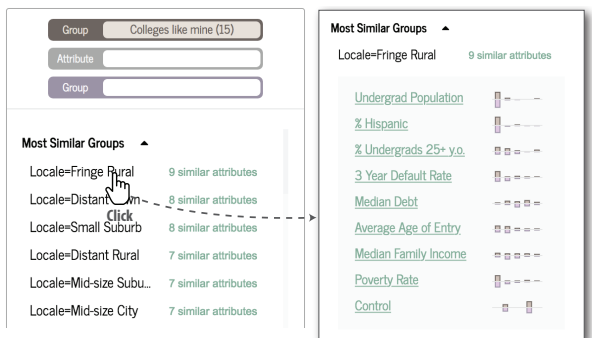 Group Colleges like mine (15)
Attribute
Group
Most Similar Groups
Locale=Fringe Rural 9 similar attributes
Locale=Distant Town 8 similar attributes
Click
Locale=Small Suburb 8 similar attributes
Locale=Distant Rural 7 similar attributes
Locale=Mid-size Subu... 7 similar attributes
Locale=Mid-size City 7 similar attributes
Most Similar Groups
Locale=Fringe Rural 9 similar attributes
Undergrad Population
% Hispanic
% Undergrads 25+ y.o.
3 Year Default Rate
Median Debt
Average Age of Entry
Median Family Income
Poverty Rate
Control